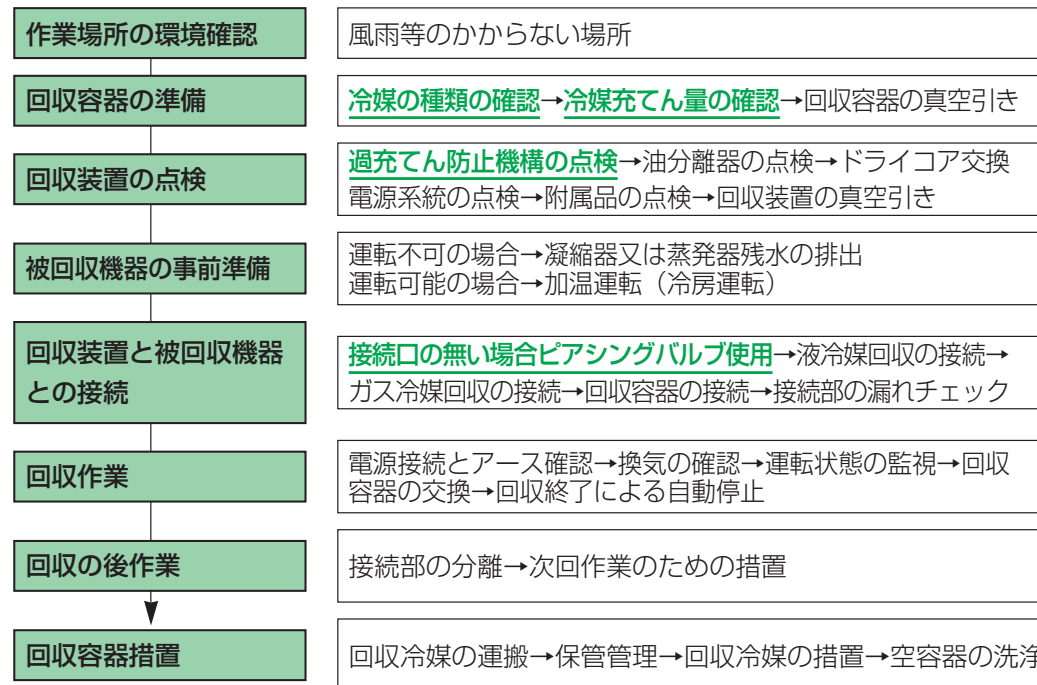 作業場所の環境確認
風雨等のかからない場所
回収容器の準備
冷媒の種類の確認→冷媒充てん量の確認→回収容器の真空引き
回収装置の点検
過充てん防止機構の点検→油分離器の点検→ドライコア交換
電源系統の点検→附属品の点検→回収装置の真空引き
被回収機器の事前準備
運転不可の場合→凝縮器又は蒸発器残水の排出
運転可能の場合→加温運転（冷房運転）
回収装置と被回収機器
との接続
接続口の無い場合ピアシングバルブ使用→液冷媒回収の接続→
ガス冷媒回収の接続→回収容器の接続→接続部の漏れチェック
回収作業
電源接続とアース確認→換気の確認→運転状態の監視→回収
容器の交換→回収終了による自動停止
回収の後作業
接続部の分離→次回作業のための措置
回収容器措置
回収冷媒の運搬→保管管理→回収冷媒の措置→空容器の洗浄